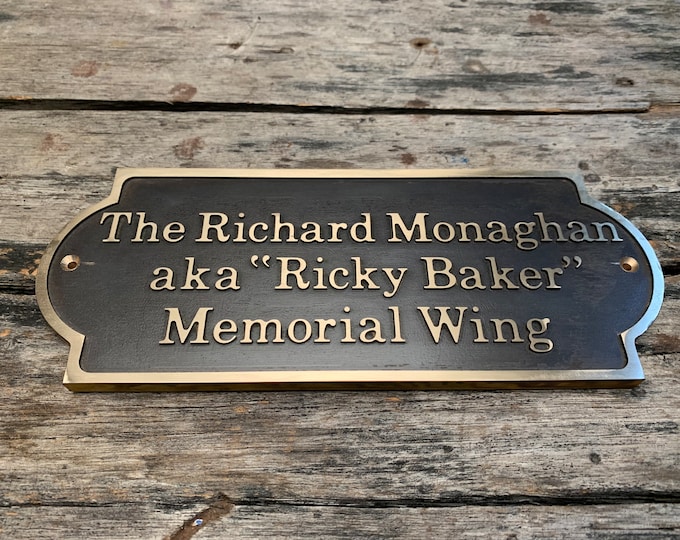 The Richard Monaghan
aka “Ricky Baker”
Memorial Wing